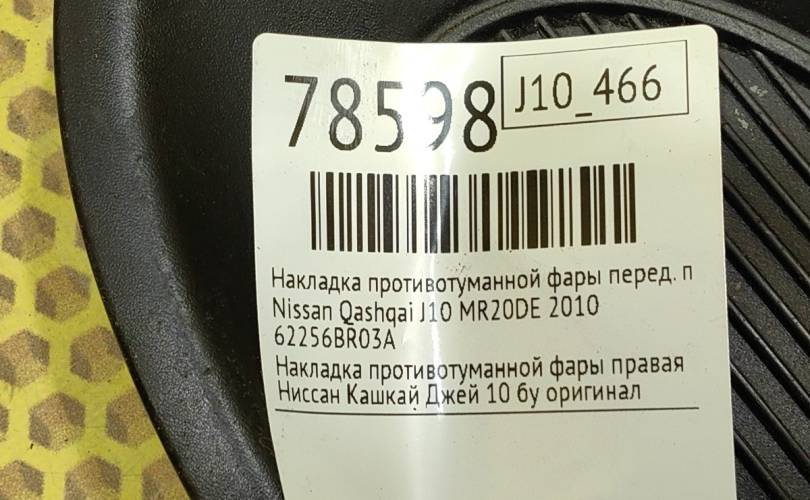 78598
J10_466
Накладка противотуманной фары перед. п
Nissan Qashqai J10 MR20DE 2010
62256BR03A
Накладка противотуманной фары правая
Ниссан Кашкай Джей 10 бу оригинал